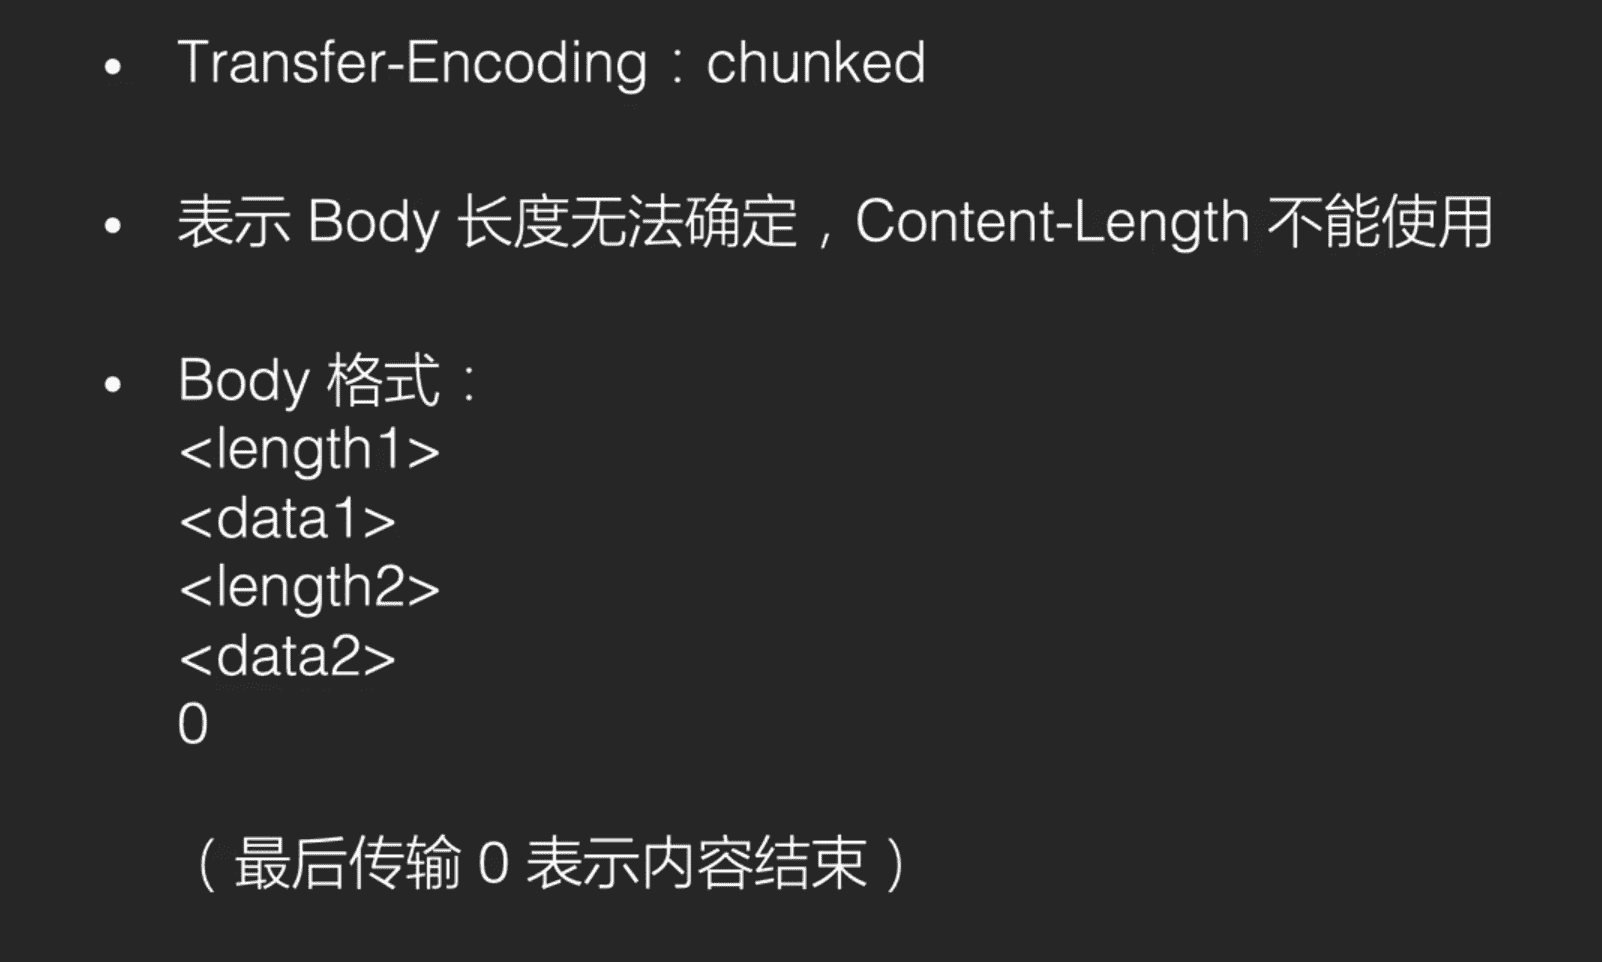 • Transfer-Encoding：chunked
• 表示 Body 长度无法确定，Content-Length 不能使用
• Body 格式：
<length1>
<data1>
<length2>
<data2>
0
（最后传输 0 表示内容结束）